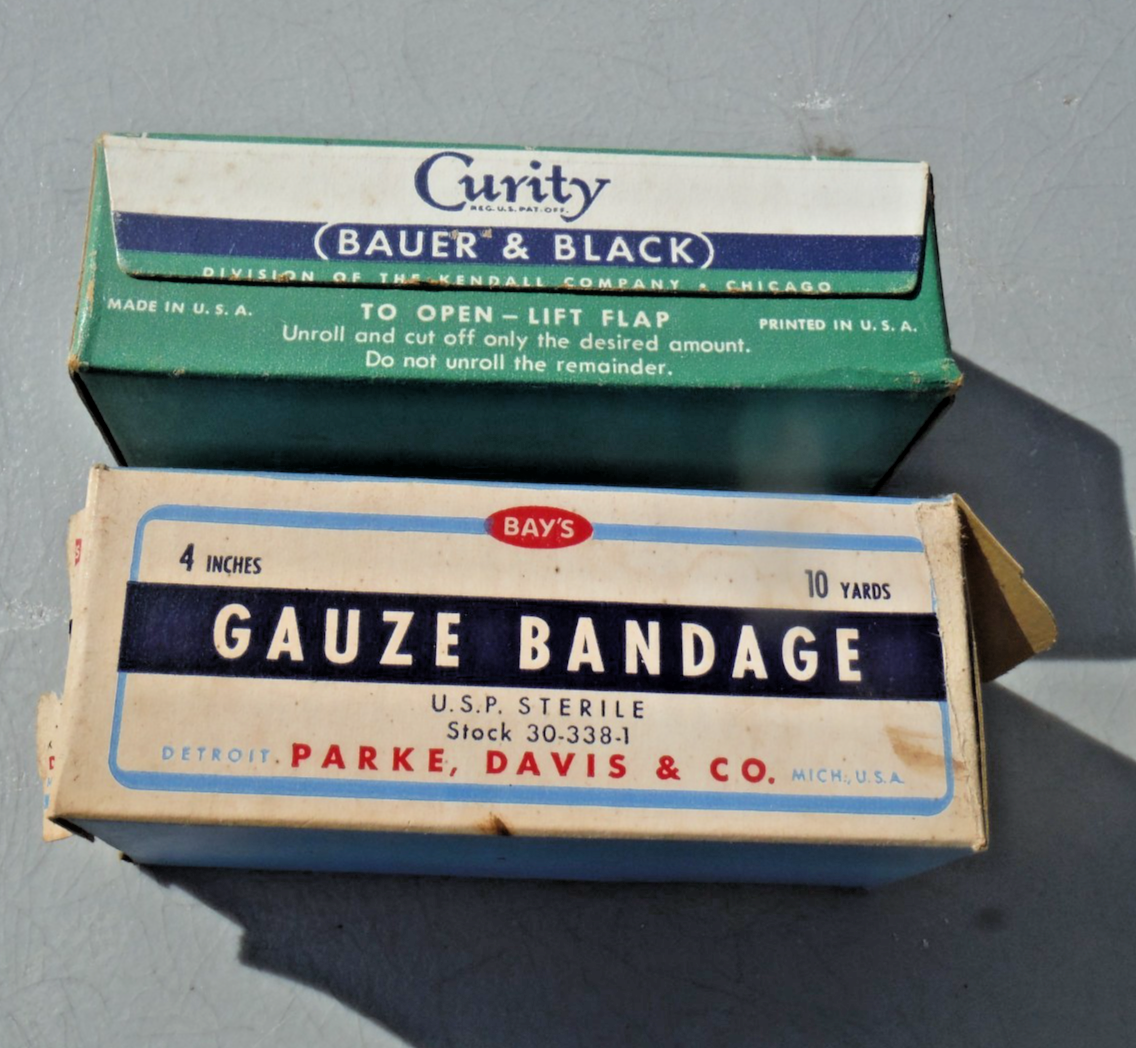 Curity
REG. U.S. PAT. OFF.
(BAUER & BLACK)
DIVISION OF THE KENDALL COMPANY • CHICAGO
MADE IN U. S. A.
TO OPEN – LIFT FLAP
PRINTED IN U. S. A.
Unroll and cut off only the desired amount.
Do not unroll the remainder.
BAY'S
4 INCHES
10 YARDS
GAUZE BANDAGE
U.S.P. STERILE
Stock 30-338-1
DETROIT. PARKE, DAVIS & CO. MICH., U.S.A.